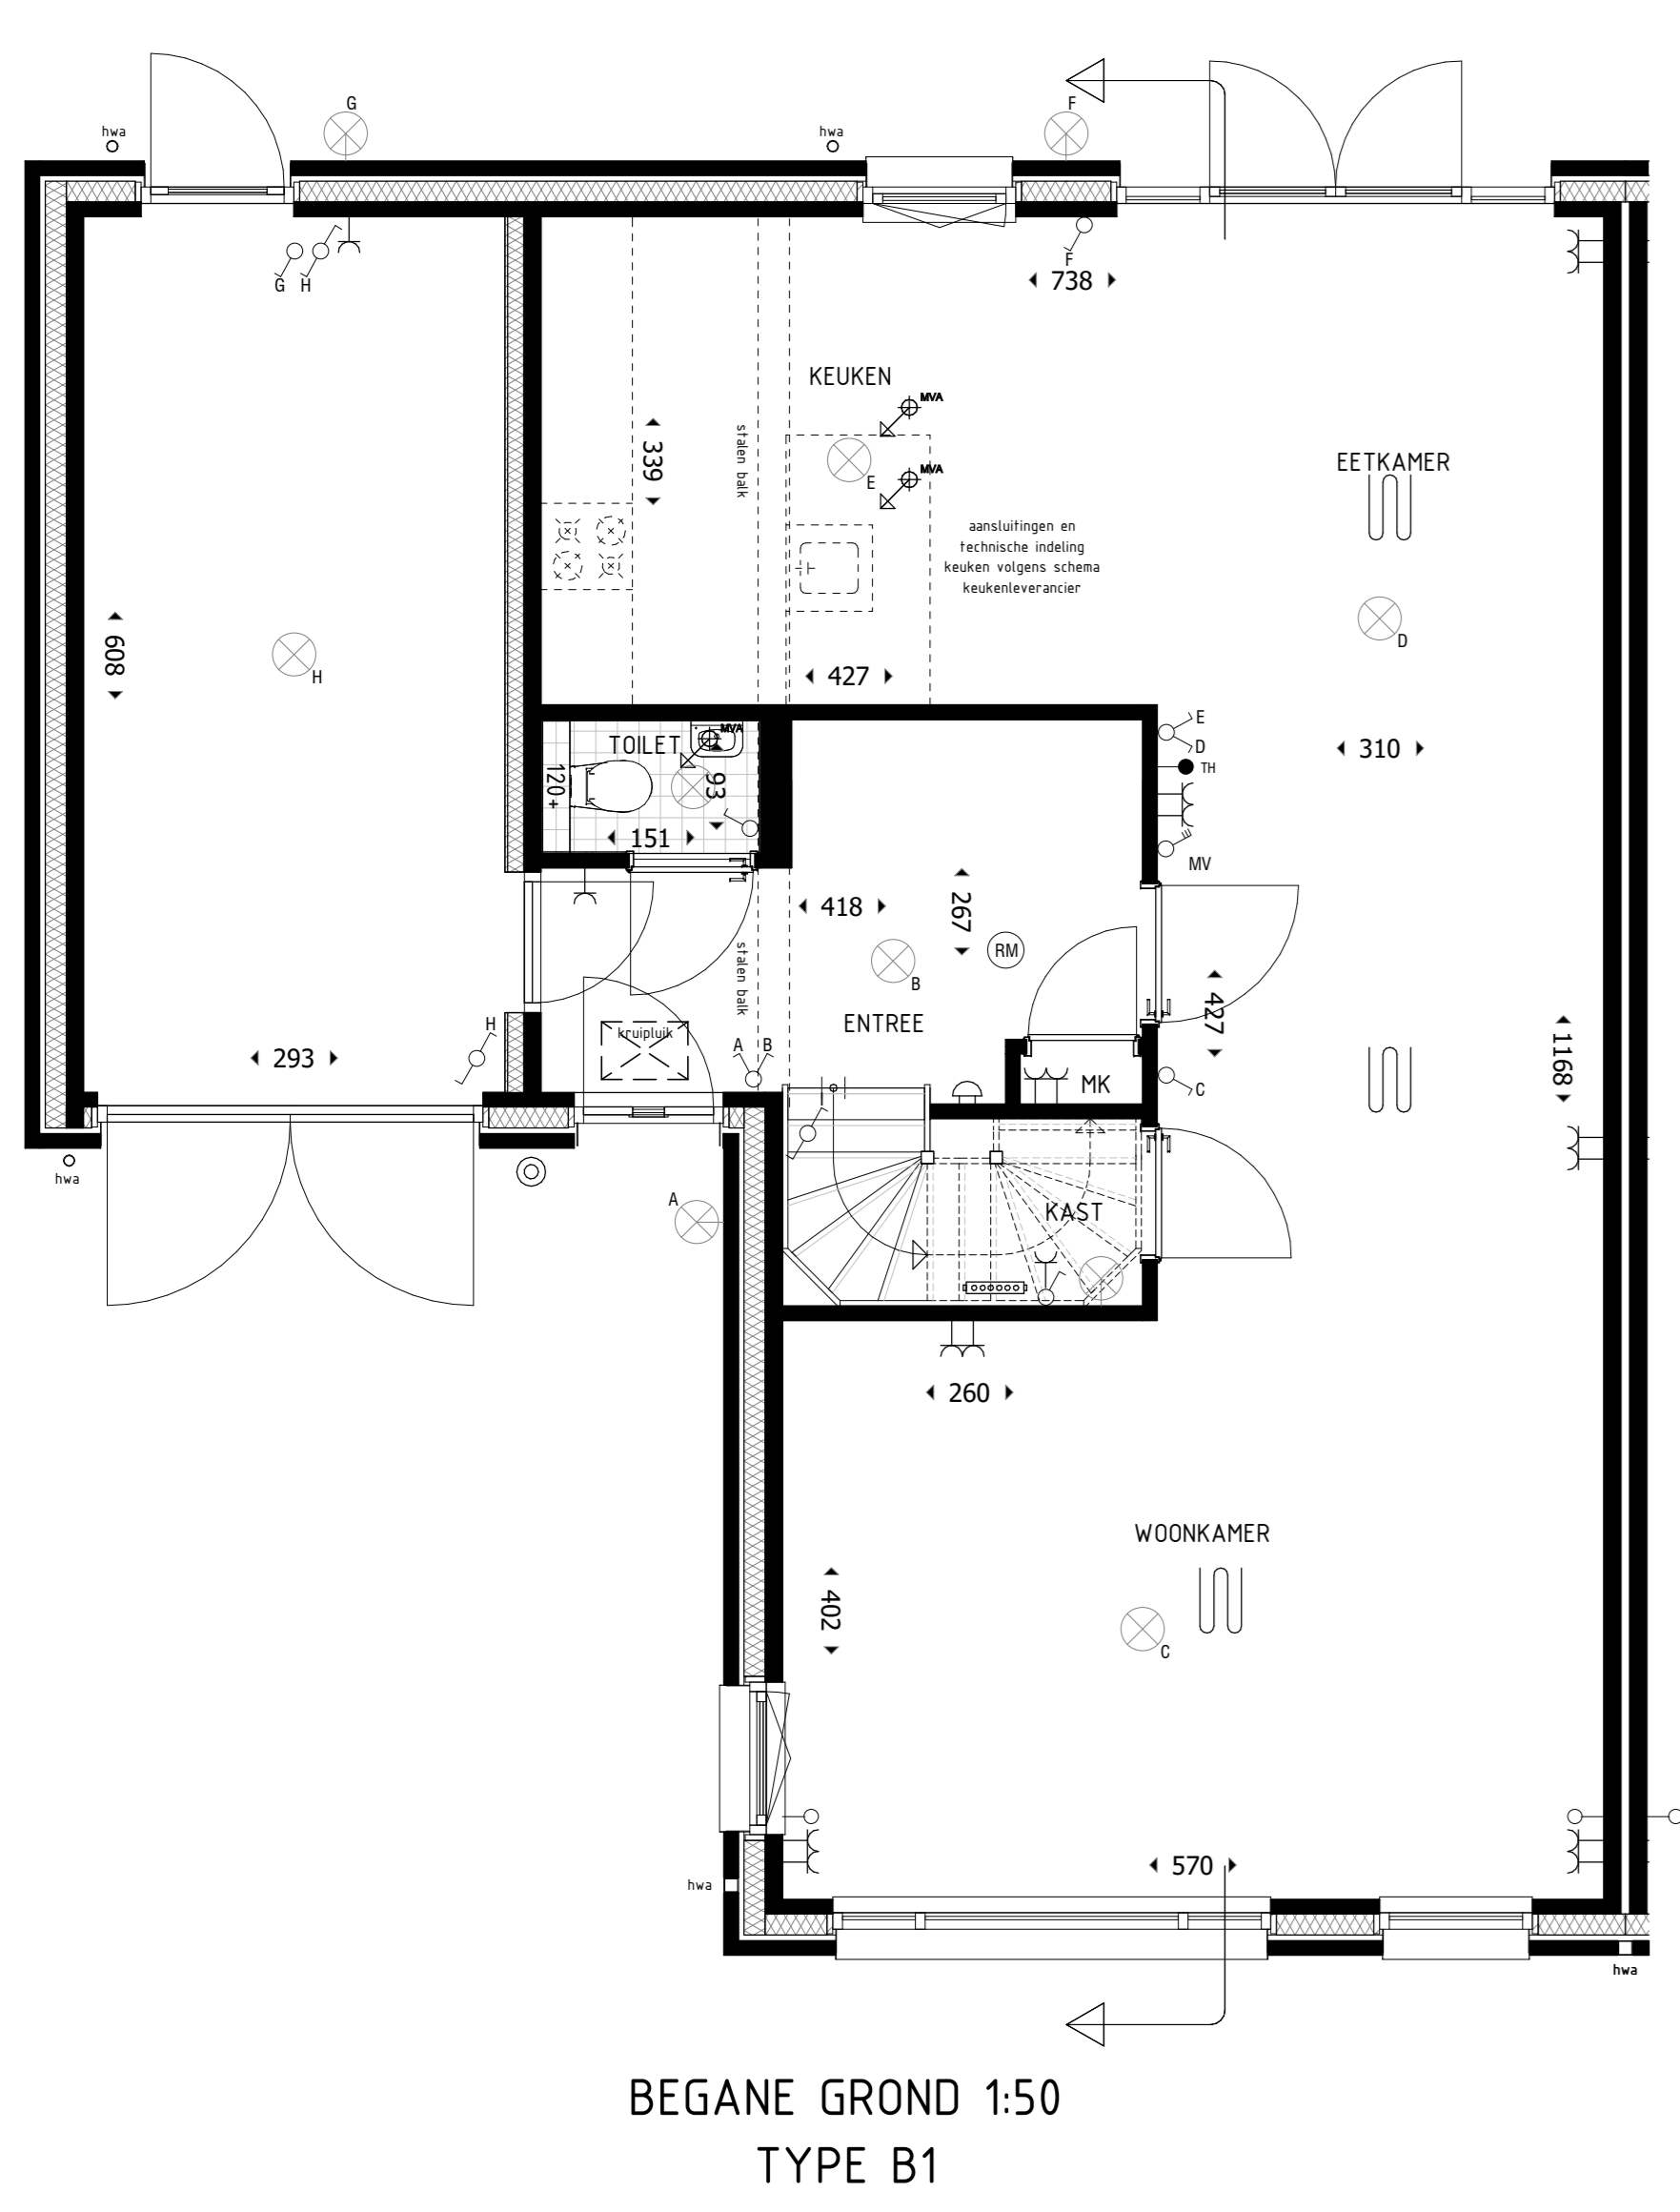 G
F
hwa
hwa
G
H
F
738
KEUKEN
MVA
339
stalen balk
E
MVA
EETKAMER
aansluitingen en
technische indeling
keuken volgens schema
keukenleverancier
608
H
D
427
E
D
TH
310
TOILET
MVA
120+
93
151
MV
418
267
RM
B
stalen balk
ENTREE
427
kruipluik
H
A
B
293
MK
C
1168
hwa
A
KAST
260
WOONKAMER
402
C
570
hwa
hwa
BEGANE GROND 1:50
TYPE B1